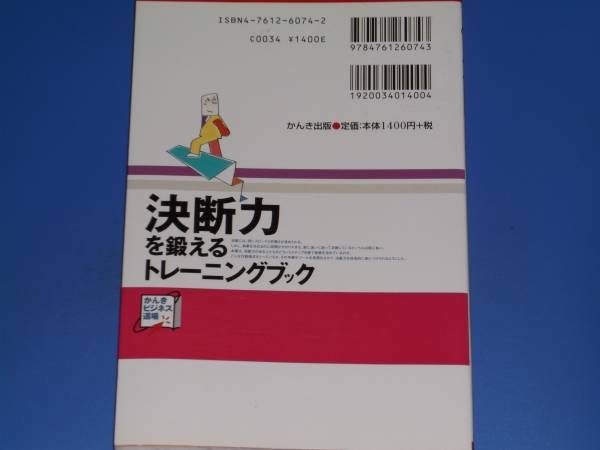 ISBN4-7612-6074-2
C0034 ¥1400E
9784761260743
1920034014004
かんき出版●定価:本体1400円+税
決断力
を鍛える
トレーニングブック
かんき
ビジネス
道場